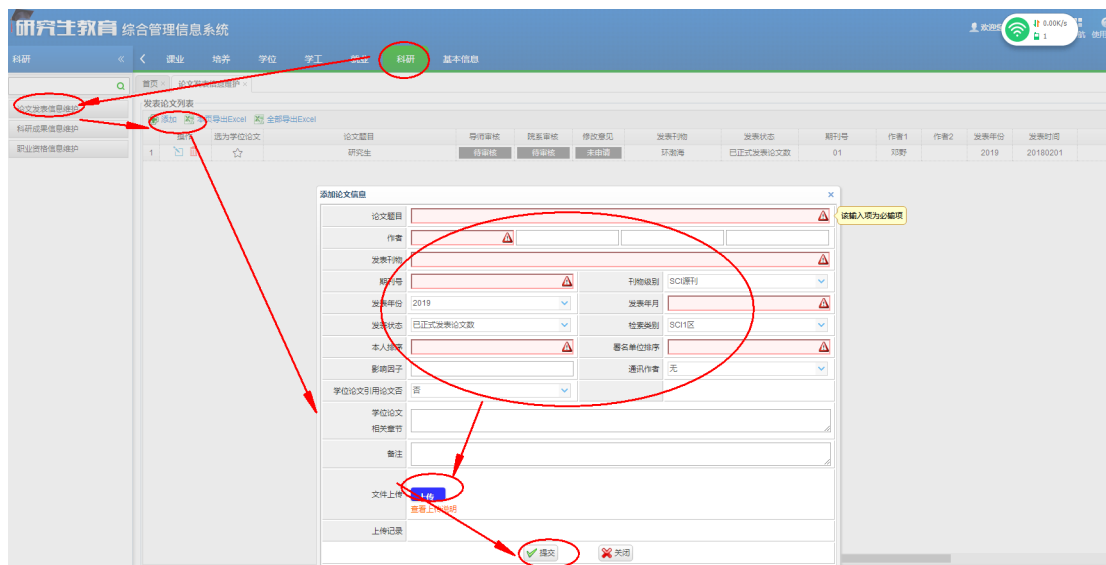 研究生教育 综合管理信息系统
欢迎您
0.00K/s
1
航 使用
科研 « < 课业 培养 学位 学工 就业 科研 基本信息
首页 × 论文发表信息维护 ×
论文发表信息维护
科研成果信息维护
职业资格信息维护
发表论文列表
添加 本页导出Excel 全部导出Excel
操作 选为学位论文 论文题目 导师审核 院系审核 修改意见 发表刊物 发表状态 期刊号 作者1 作者2 发表年份 发表时间
1 ☆ 研究生 待审核 待审核 未申请 环渤海 已正式发表论文数 01 邓野 2019 20180201
添加论文信息 ×
论文题目
该输入项为必输项
作者
发表刊物
期刊号 刊物级别 SCI源刊
发表年份 2019 发表年月
发表状态 已正式发表论文数 检索类别 SCI1区
本人排序 署名单位排序
影响因子 通讯作者 无
学位论文引用论文否 否
学位论文
相关章节
备注
文件上传 上传
查看上传说明
上传记录
提交 关闭